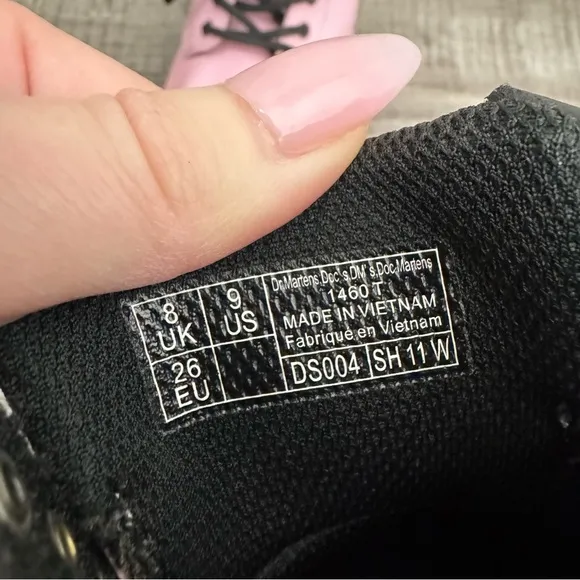 8
UK
9
US
26
EU
Dr.Martens.Doc's.DM's.Doc.Martens
1460 T
MADE IN VIETNAM
Fabriqué en Vietnam
DS004
SH 11 W